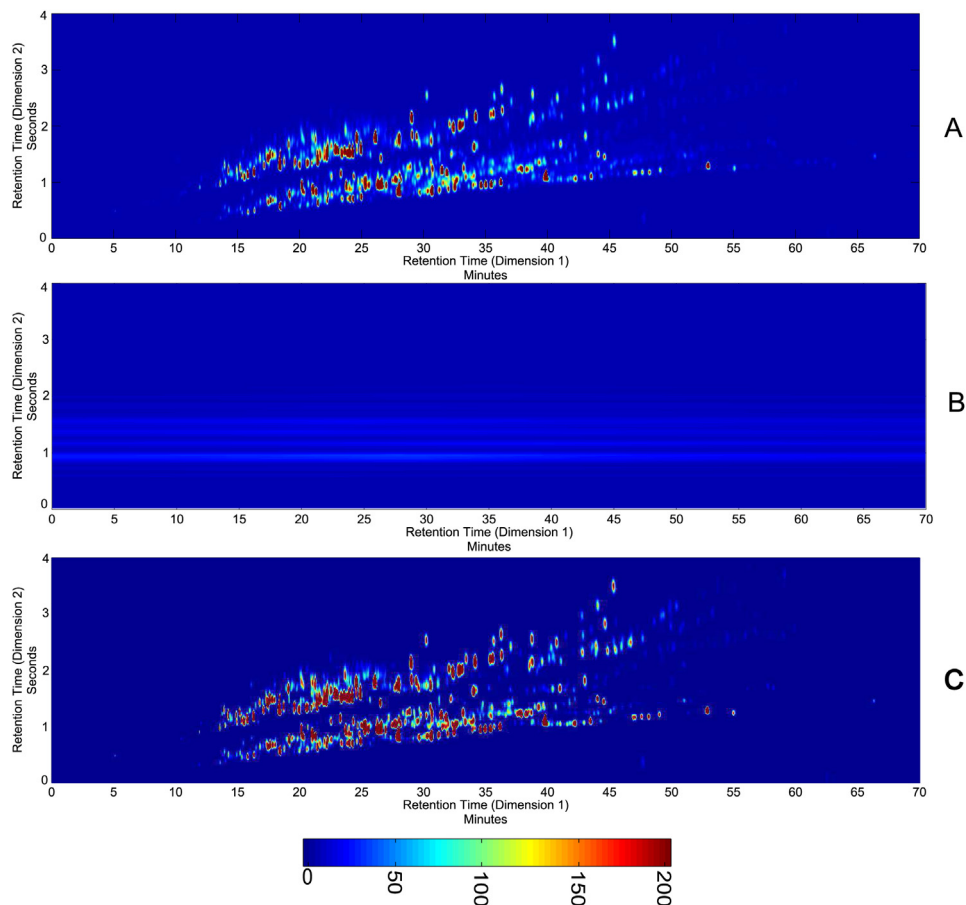 4
3
2
1
0
Retention Time (Dimension 2)
Seconds
A
0 5 10 15 20 25 30 35 40 45 50 55 60 65 70
Retention Time (Dimension 1)
Minutes
4
3
2
1
0
Retention Time (Dimension 2)
Seconds
B
0 5 10 15 20 25 30 35 40 45 50 55 60 65 70
Retention Time (Dimension 1)
Minutes
4
3
2
1
0
Retention Time (Dimension 2)
Seconds
C
0 5 10 15 20 25 30 35 40 45 50 55 60 65 70
Retention Time (Dimension 1)
Minutes
0 50 100 150 200